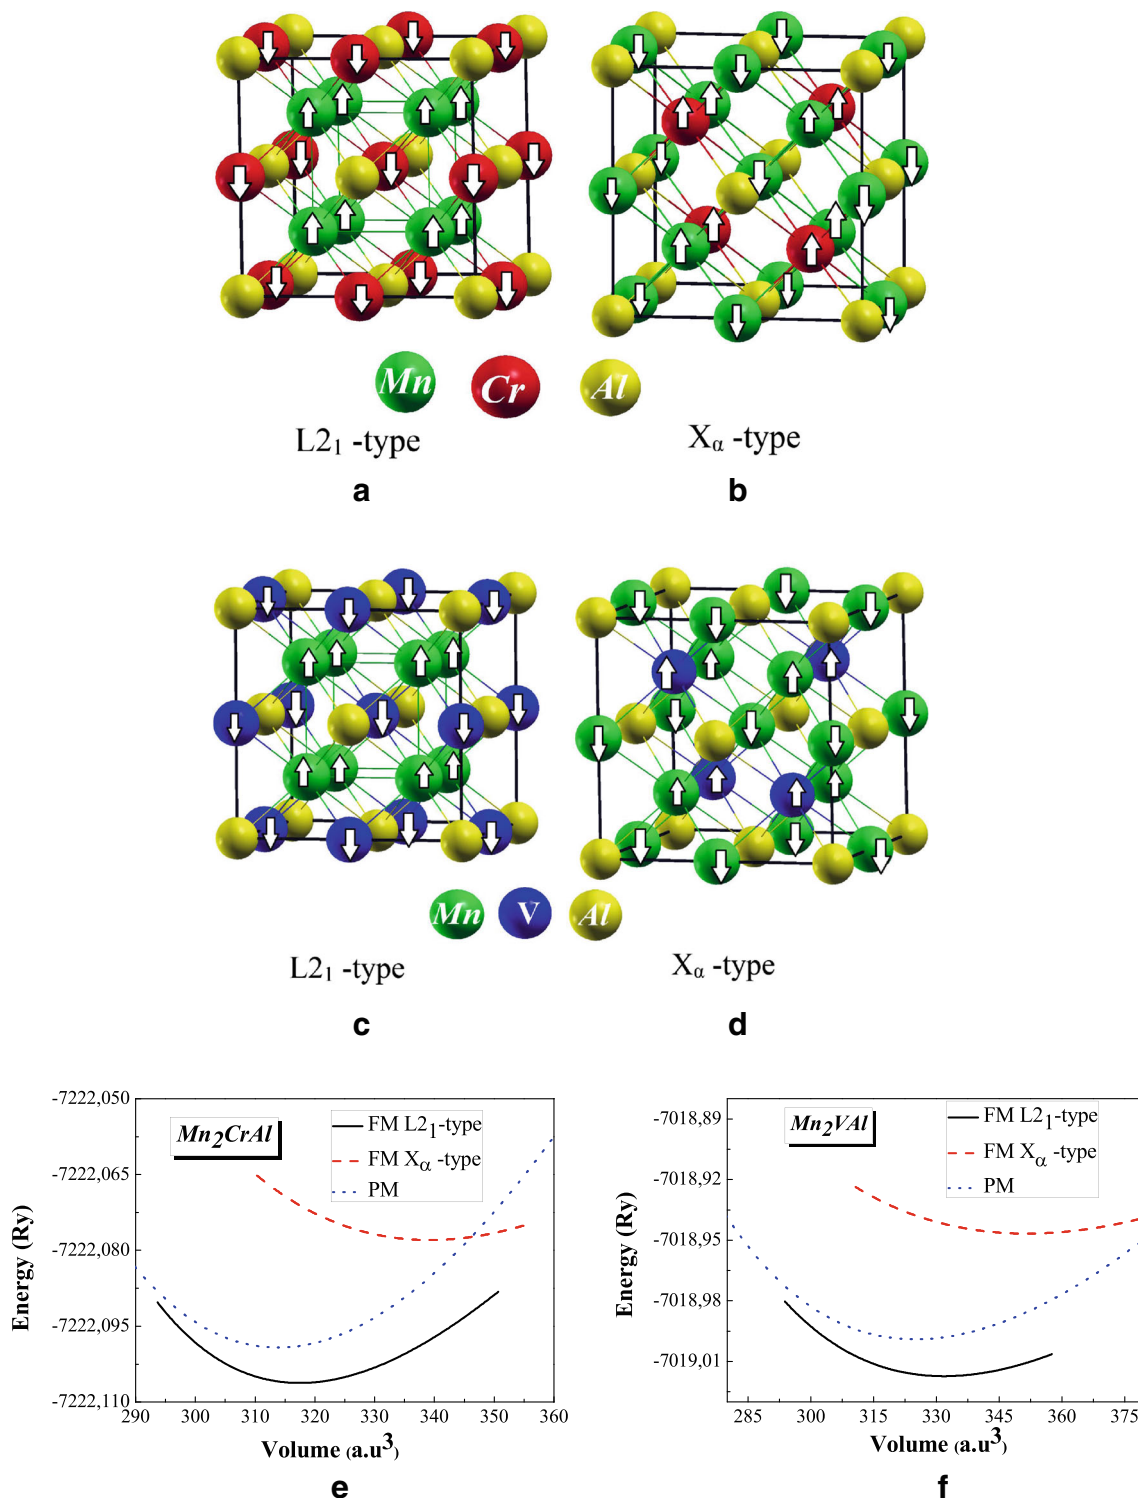 Mn Cr Al
L2₁ -type Xα -type
a b
Mn V Al
L2₁ -type Xα -type
c d
-7222,050
-7222,065
-7222,080
-7222,095
-7222,110
Energy (Ry)
Mn2CrAl
FM L2₁-type
FM Xα -type
PM
290 300 310 320 330 340 350 360
Volume (a.u³)
e
-7018,89
-7018,92
-7018,95
-7018,98
-7019,01
Energy (Ry)
Mn2VAl
FM L2₁-type
FM Xα -type
PM
285 300 315 330 345 360 375
Volume (a.u³)
f